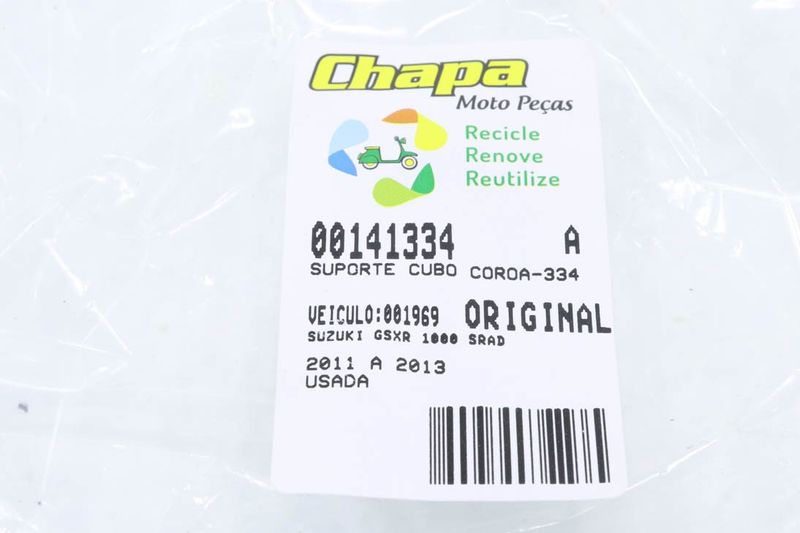 Chapa
Moto Peças
Recicle
Renove
Reutilize
00141334 A
SUPORTE CUBO COROA-334
VEICULO:001969 ORIGINAL
SUZUKI GSXR 1000 SRAD
2011 A 2013
USADA